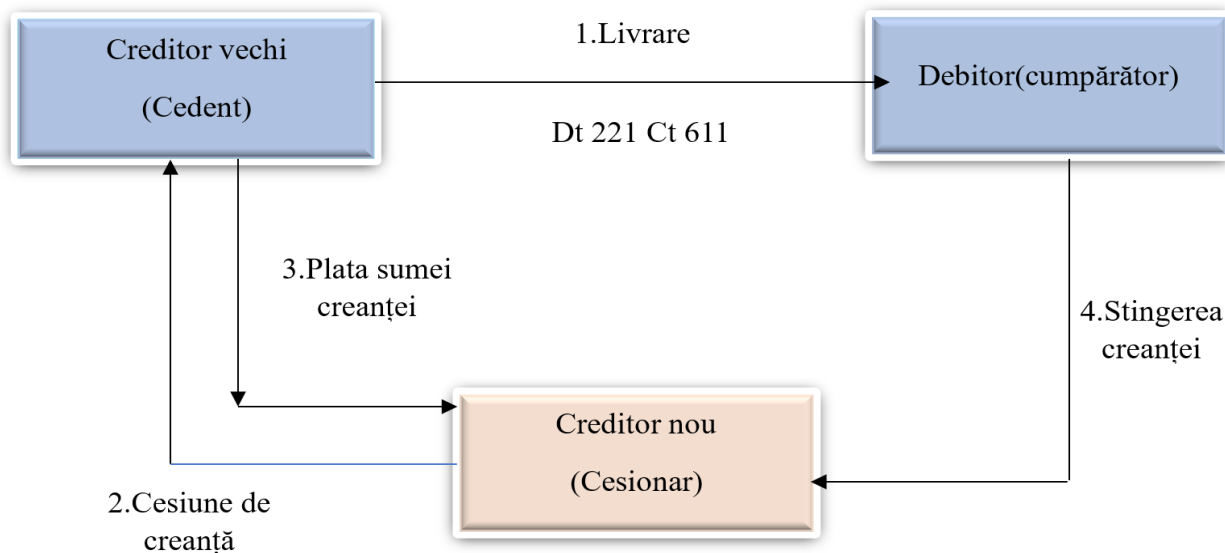 Creditor vechi
(Cedent)
1.Livrare
Dt 221 Ct 611
Debitor(cumpărător)
3.Plata sumei
creanței
4.Stingerea
creanței
Creditor nou
(Cesionar)
2.Cesiune de
creanță